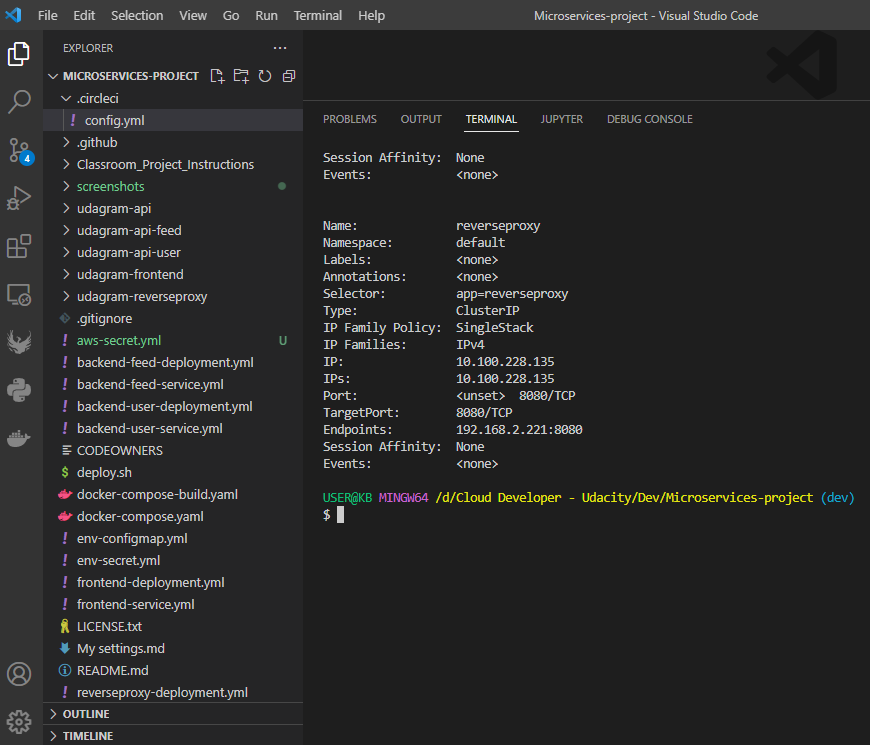 File Edit Selection View Go Run Terminal Help
Microservices-project - Visual Studio Code
EXPLORER
MICROSERVICES-PROJECT
.circleci
! config.yml
.github
Classroom_Project_Instructions
screenshots
udagram-api
udagram-api-feed
udagram-api-user
udagram-frontend
udagram-reverseproxy
.gitignore
! aws-secret.yml U
! backend-feed-deployment.yml
! backend-feed-service.yml
! backend-user-deployment.yml
! backend-user-service.yml
CODEOWNERS
$ deploy.sh
docker-compose-build.yaml
docker-compose.yaml
! env-configmap.yml
! env-secret.yml
! frontend-deployment.yml
! frontend-service.yml
LICENSE.txt
My settings.md
README.md
! reverseproxy-deployment.yml
OUTLINE
TIMELINE
4
PROBLEMS OUTPUT TERMINAL JUPYTER DEBUG CONSOLE
Session Affinity: None
Events: <none>
Name: reverseproxy
Namespace: default
Labels: <none>
Annotations: <none>
Selector: app=reverseproxy
Type: ClusterIP
IP Family Policy: SingleStack
IP Families: IPv4
IP: 10.100.228.135
IPs: 10.100.228.135
Port: <unset> 8080/TCP
TargetPort: 8080/TCP
Endpoints: 192.168.2.221:8080
Session Affinity: None
Events: <none>
USER@KB MINGW64 /d/Cloud Developer - Udacity/Dev/Microservices-project (dev)
$